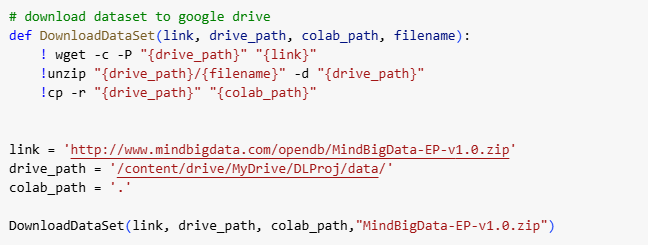 # download dataset to google drive
def DownloadDataSet(link, drive_path, colab_path, filename):
    ! wget -c -P "{drive_path}" "{link}"
    !unzip "{drive_path}/{filename}" -d "{drive_path}"
    !cp -r "{drive_path}" "{colab_path}"
link = 'http://www.mindbigdata.com/opendb/MindBigData-EP-v1.0.zip'
drive_path = '/content/drive/MyDrive/DLProj/data/'
colab_path = '.'
DownloadDataSet(link, drive_path, colab_path,"MindBigData-EP-v1.0.zip")